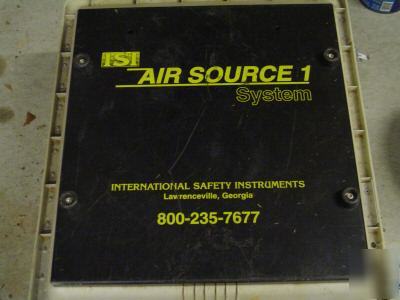 ISI
AIR SOURCE 1
System
INTERNATIONAL SAFETY INSTRUMENTS
Lawrenceville, Georgia
800-235-7677